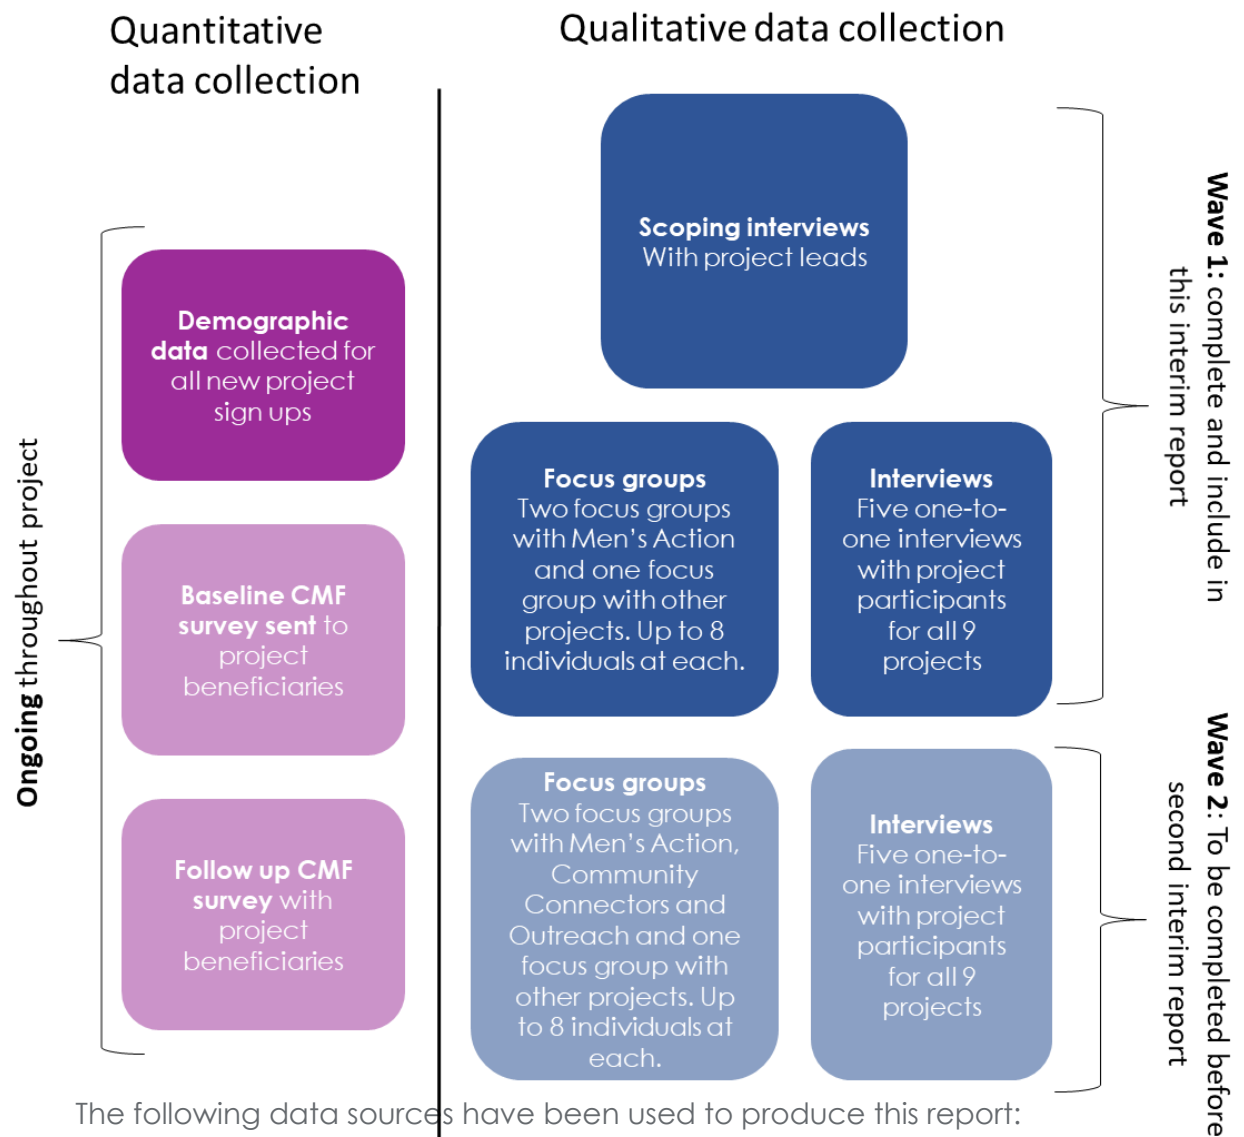 Quantitative
data collection
Qualitative data collection
Ongoing throughout project
Demographic
data collected for
all new project
sign ups
Baseline CMF
survey sent to
project
beneficiaries
Follow up CMF
survey with
project
beneficiaries
Scoping interviews
With project leads
Focus groups
Two focus groups
with Men's Action
and one focus
group with other
projects. Up to 8
individuals at each.
Interviews
Five one-to-
one interviews
with project
participants
for all 9
projects
Wave 1: complete and include in
this interim report
Focus groups
Two focus groups
with Men's Action,
Community
Connectors and
Outreach and one
focus group with
other projects. Up
to 8 individuals at
each.
Interviews
Five one-to-
one interviews
with project
participants
for all 9
projects
Wave 2: To be completed before
second interim report
The following data sources have been used to produce this report: